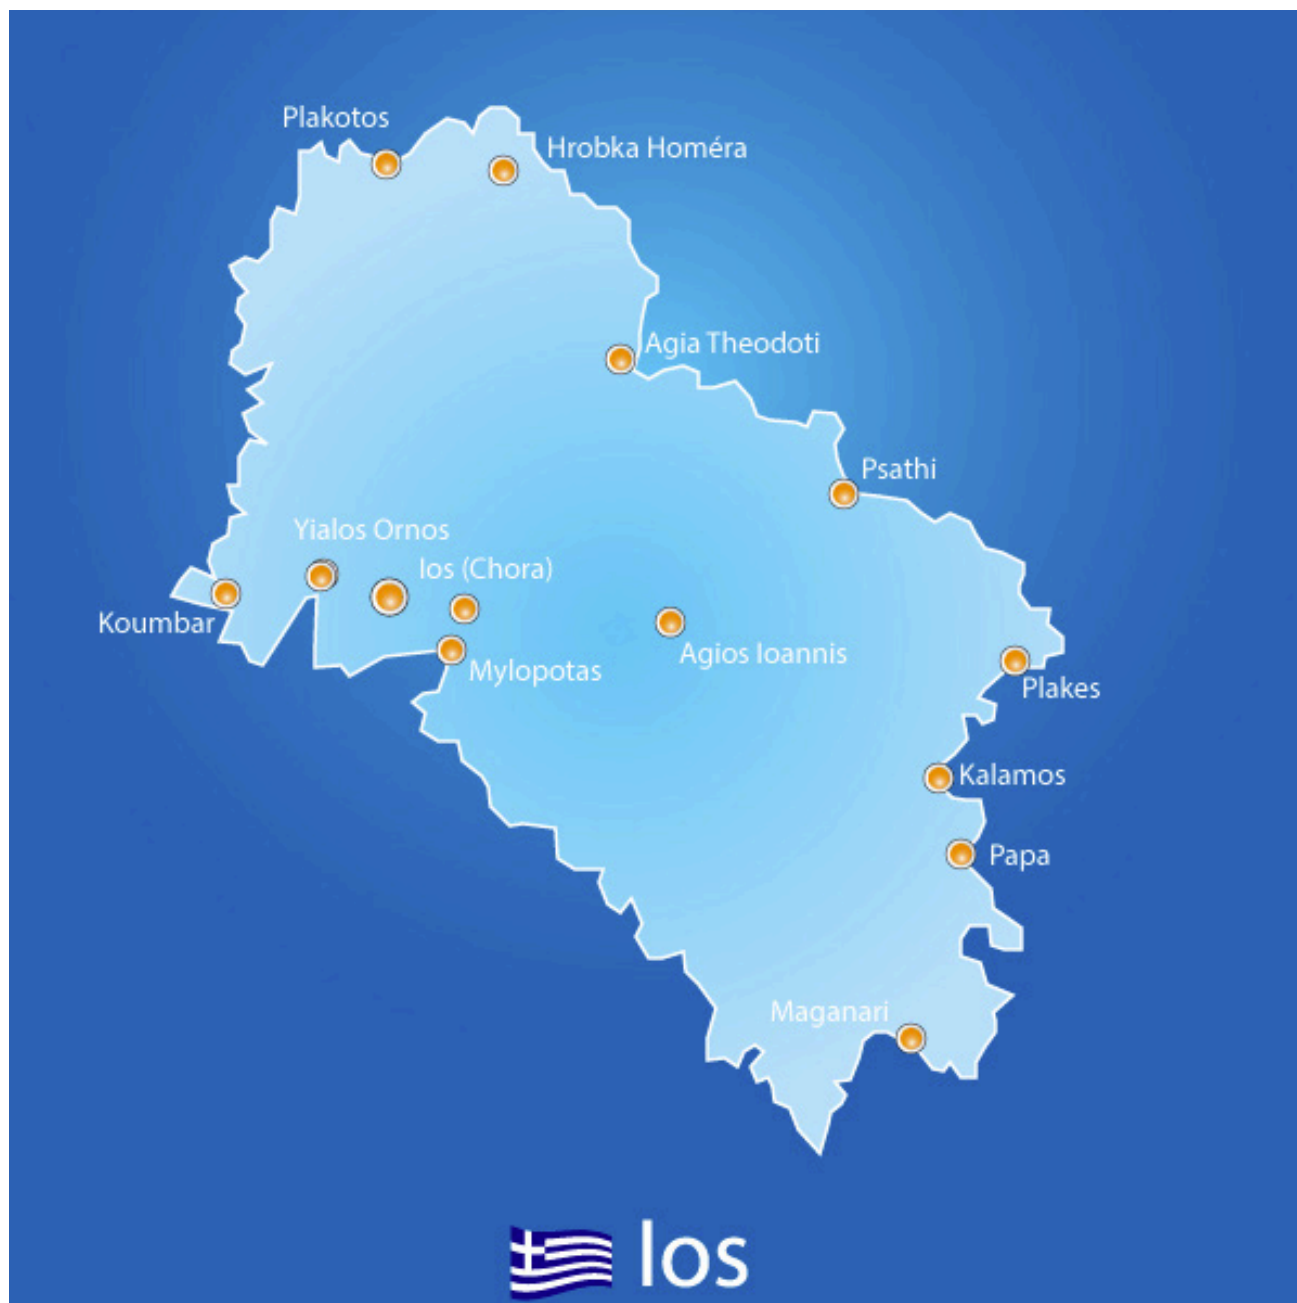 Plakotos
Hrobka Homéra
Agia Theodoti
Psathi
Yialos Ornos
Ios (Chora)
Koumbar
Agios Ioannis
Mylopotas
Plakes
Kalamos
Papa
Maganari
Ios